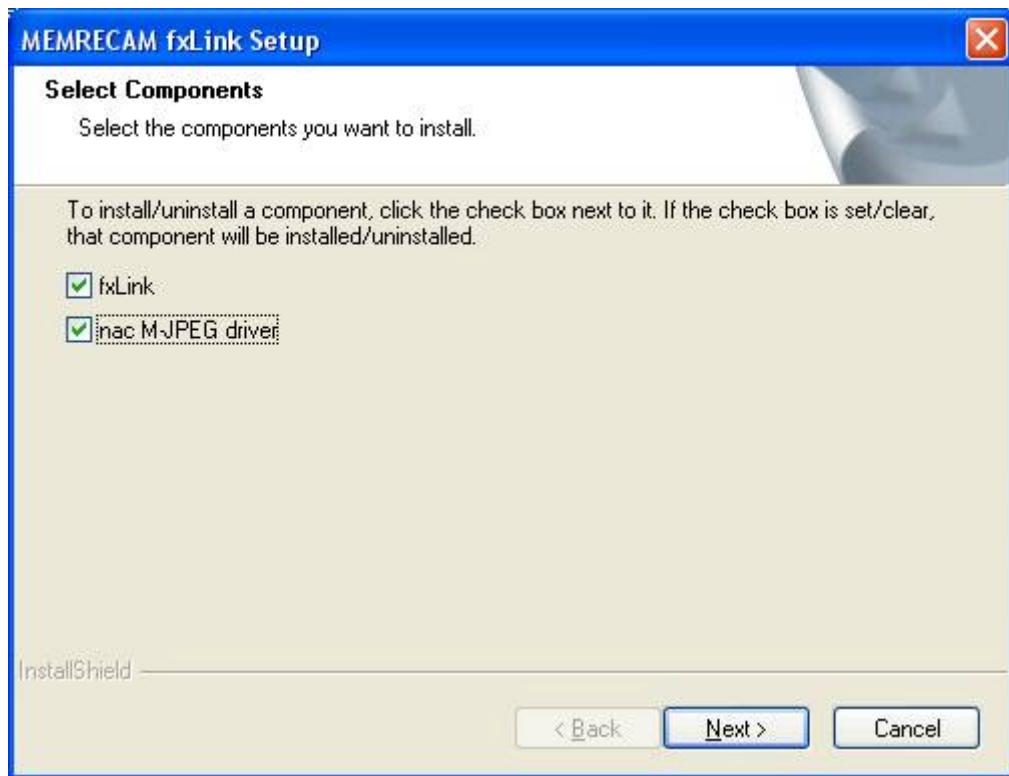 MEMRECAM fxLink Setup
Select Components
Select the components you want to install.
To install/uninstall a component, click the check box next to it. If the check box is set/clear,
that component will be installed/uninstalled.
fxLink
nac M-JPEG driver
InstallShield
< Back Next > Cancel